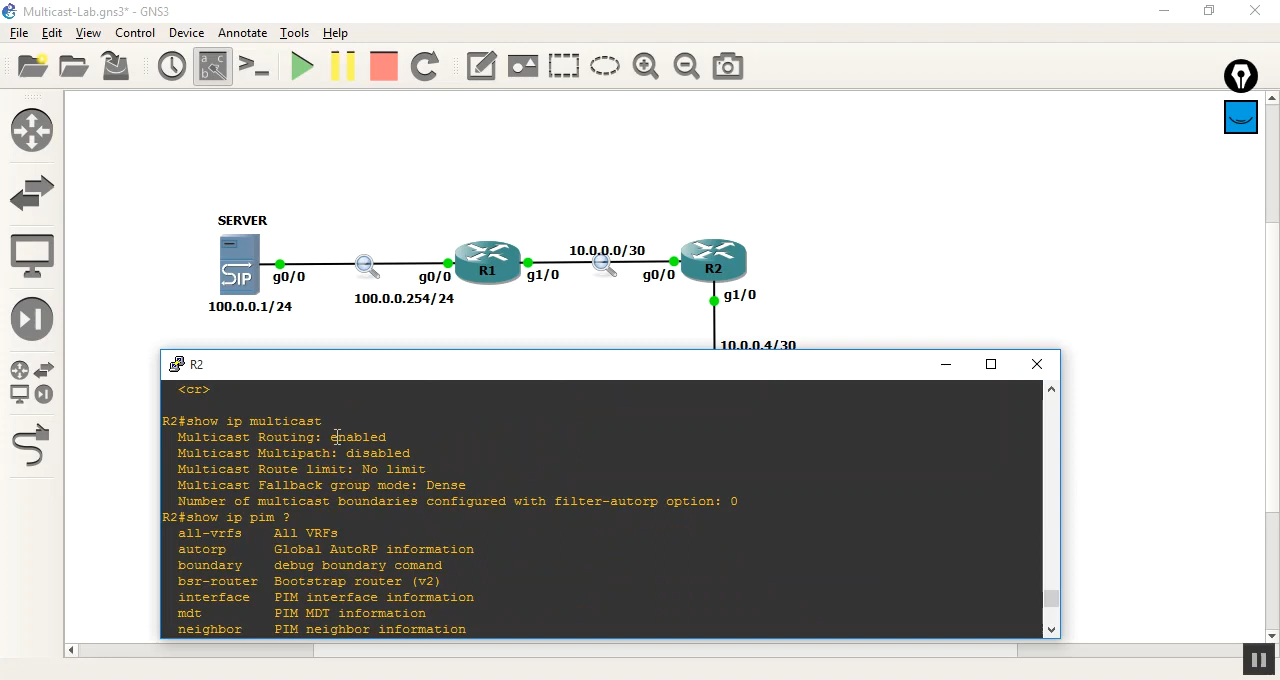 Multicast-Lab.gns3* - GNS3
File Edit View Control Device Annotate Tools Help
SERVER
SIP
g0/0
100.0.0.1/24
g0/0
100.0.0.254/24
R1
g1/0
10.0.0.0/30
g0/0
R2
g1/0
10.0.0.4/30
R2
<cr>
R2#show ip multicast
Multicast Routing: enabled
Multicast Multipath: disabled
Multicast Route limit: No limit
Multicast Fallback group mode: Dense
Number of multicast boundaries configured with filter-autorp option: 0
R2#show ip pim ?
all-vrfs All VRFs
autorp Global AutoRP information
boundary debug boundary comand
bsr-router Bootstrap router (v2)
interface PIM interface information
mdt PIM MDT information
neighbor PIM neighbor information